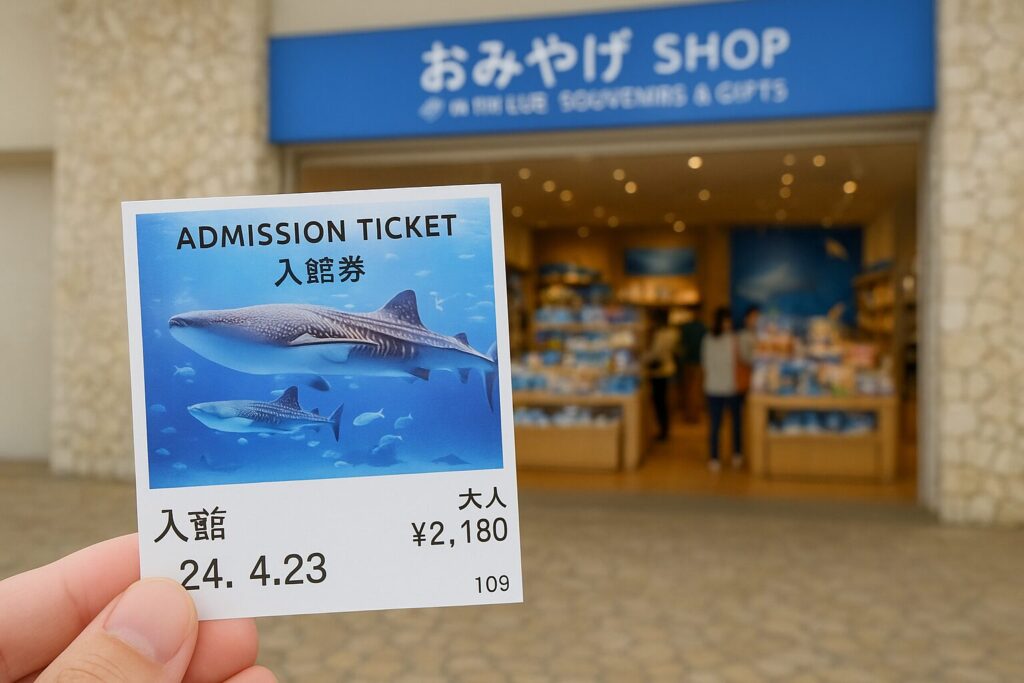 おみやげ SHOP
SOUVENIRS & GIFTS
ADMISSION TICKET
入館券
入館
大人
¥2,180
24. 4.23
109